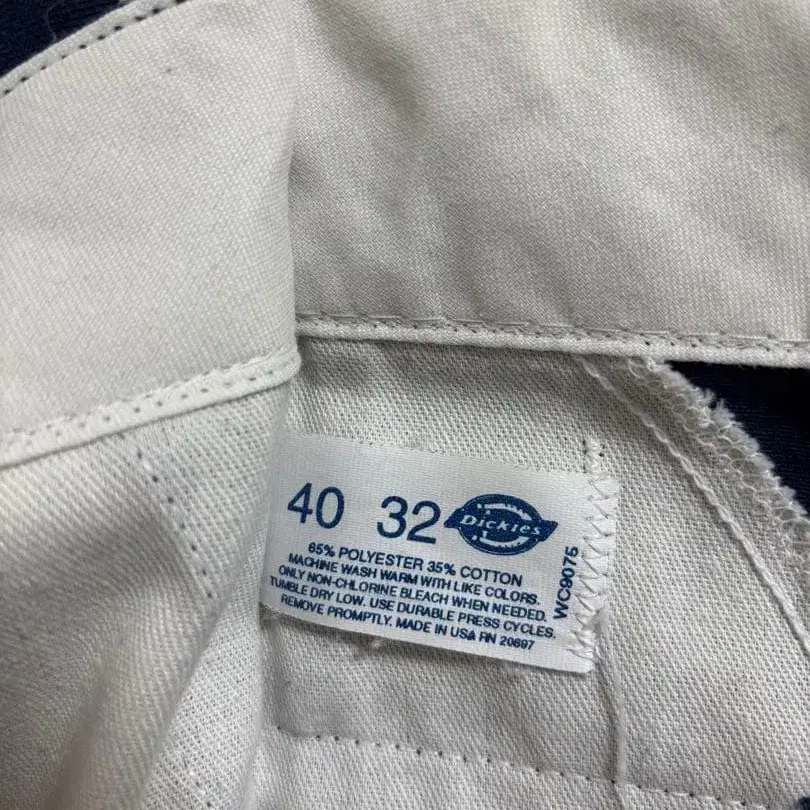 40 32 Dickies
65% POLYESTER 35% COTTON
MACHINE WASH WARM WITH LIKE COLORS.
ONLY NON-CHLORINE BLEACH WHEN NEEDED.
TUMBLE DRY LOW. USE DURABLE PRESS CYCLES.
REMOVE PROMPTLY. MADE IN USA RN 20697
WC9075